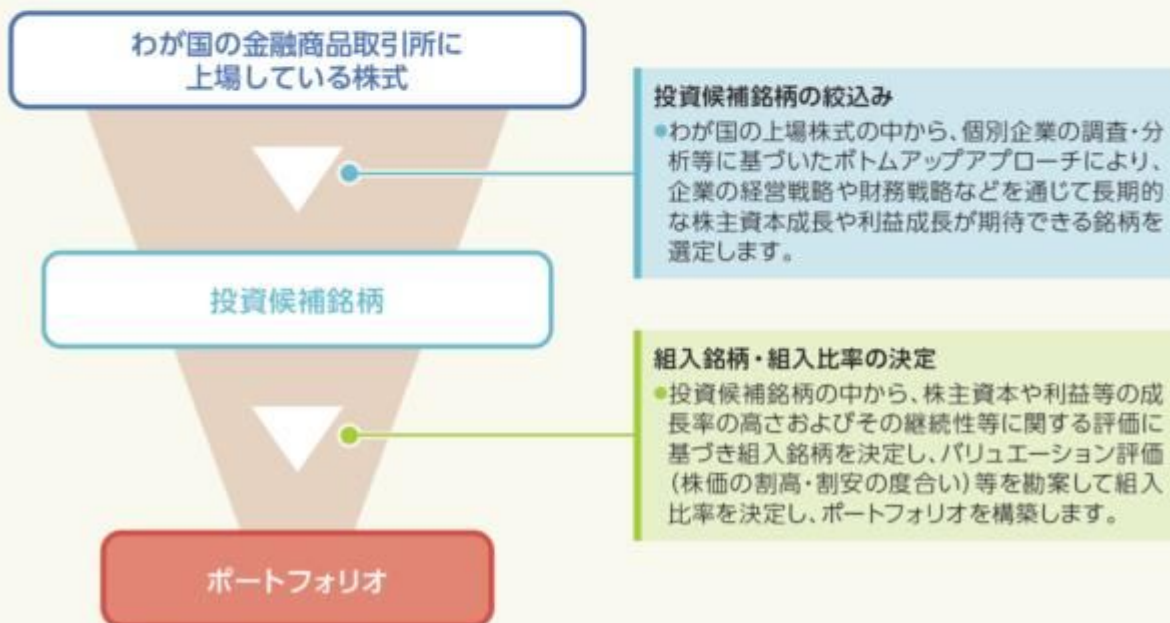 わが国の金融商品取引所に
上場している株式
投資候補銘柄の絞込み
●わが国の上場株式の中から、個別企業の調査・分
析等に基づいたボトムアップアプローチにより、
企業の経営戦略や財務戦略などを通じて長期的
な株主資本成長や利益成長が期待できる銘柄を
選定します。
投資候補銘柄
組入銘柄・組入比率の決定
●投資候補銘柄の中から、株主資本や利益等の成
長率の高さおよびその継続性等に関する評価に
基づき組入銘柄を決定し、バリュエーション評価
（株価の割高・割安の度合い）等を勘案して組入
比率を決定し、ポートフォリオを構築します。
ポートフォリオ